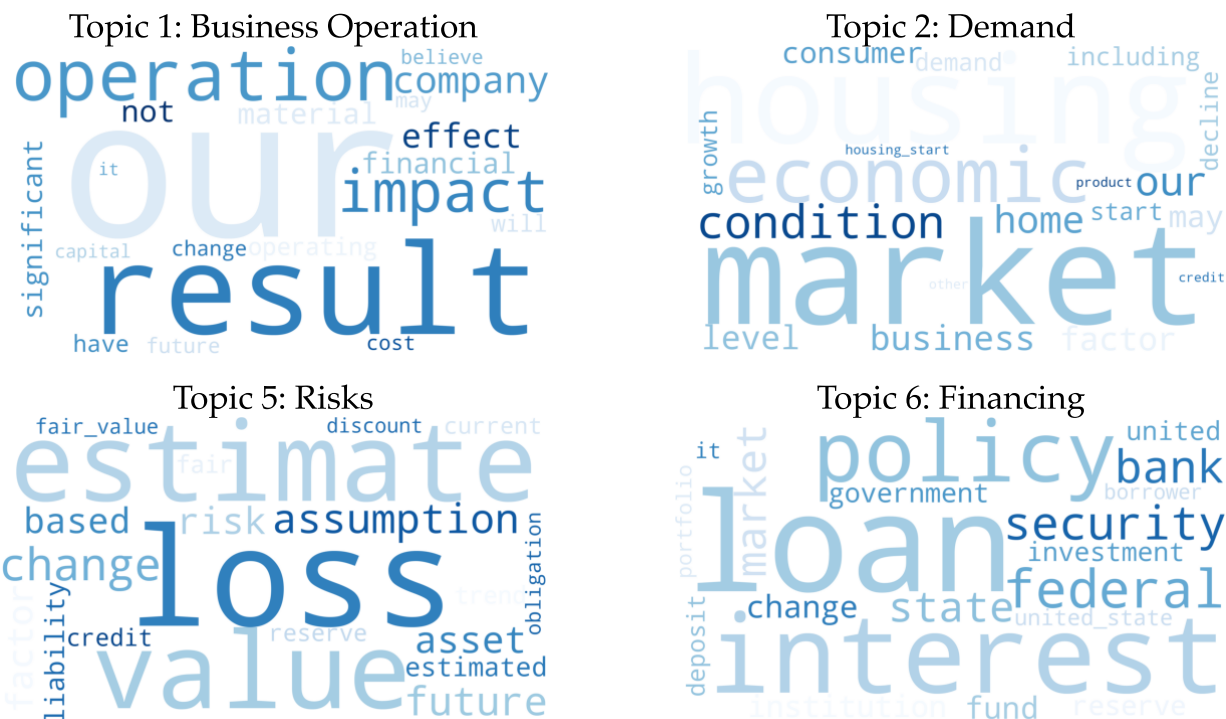 Topic 1: Business Operation
believe
operation
company
may
not
material
effect
our
financial
it
impact
significant
will
capital
change
operating
result
have
future
cost
Topic 2: Demand
consumer
demand
including
housing
decline
growth
housing_start
economic
product
our
condition
home
start
may
market
credit
other
level
business
factor
Topic 5: Risks
fair_value
discount
current
estimate
fair
based
risk
assumption
change
loss
obligation
trend
factor
liability
credit
reserve
asset
value
estimated
future
Topic 6: Financing
united
it
market
policy
bank
portfolio
government
borrower
loan
security
investment
federal
change
state
united_state
deposit
interest
institution
fund
reserve